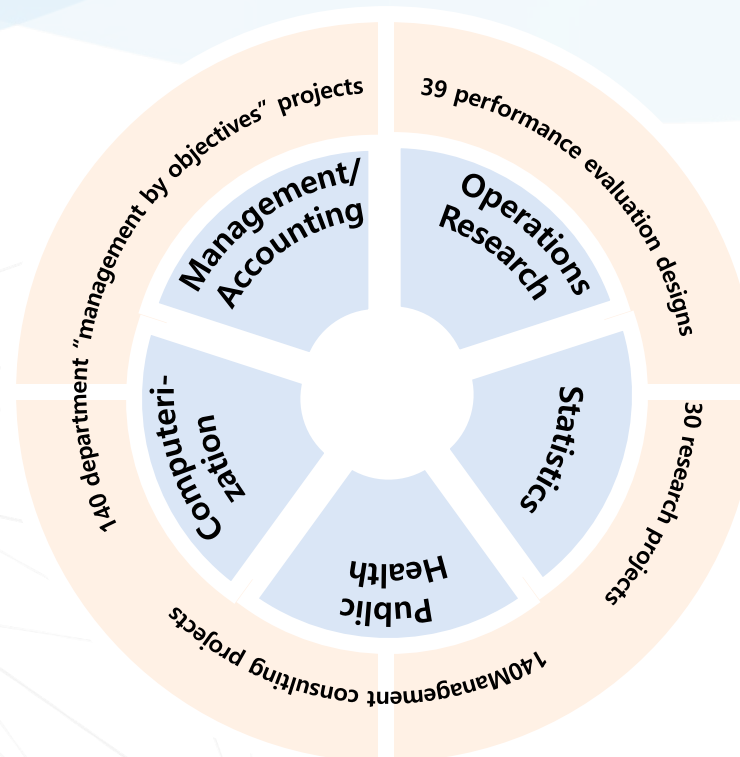 39 performance evaluation designs
30 research projects
140Management consulting projects
140 department “management by objectives” projects
Operations
Research
Statistics
Public
Health
Computeri-
zation
Management/
Accounting